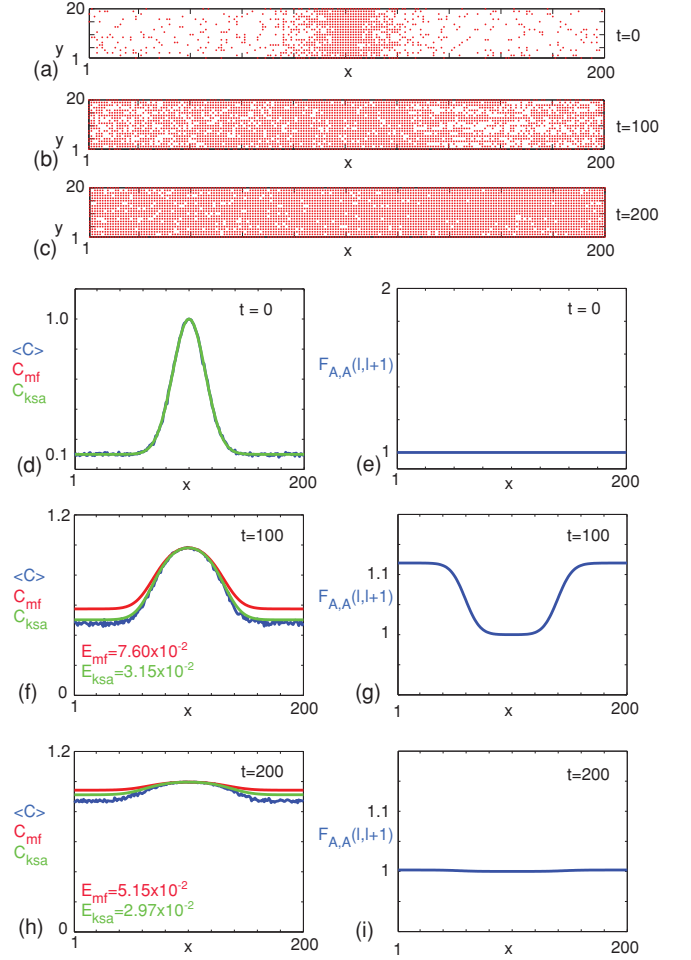 20
y
1
(a)
1
x
200
t=0
20
y
1
(b)
1
x
200
t=100
20
y
1
(c)
1
x
200
t=200
1.0
t = 0
<C>
C_mf
C_ksa
0.1
(d)
1
x
200
2
t = 0
F_A,A(l,l+1)
1
(e)
1
x
200
1.2
t=100
<C>
C_mf
C_ksa
E_mf=7.60x10^-2
E_ksa=3.15x10^-2
0
(f)
1
x
200
t=100
1.1
F_A,A(l,l+1)
1
(g)
1
x
200
1.2
t=200
<C>
C_mf
C_ksa
E_mf=5.15x10^-2
E_ksa=2.97x10^-2
0
(h)
1
x
200
t=200
1.1
F_A,A(l,l+1)
1
(i)
1
x
200